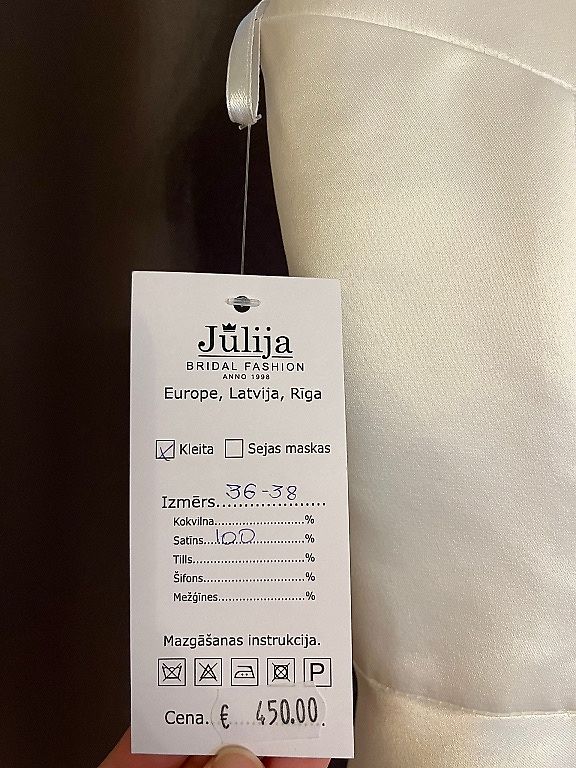 Jūlija
BRIDAL FASHION
ANNO 1998
Europe, Latvija, Rīga
Kleita Sejas maskas
Izmērs 36-38
Kokvilna..............................%
Satīns...100.......................%
Tills....................................%
Šifons.................................%
Mežģīnes...........................%
Mazgāšanas instrukcija.
P
Cena. € 450.00